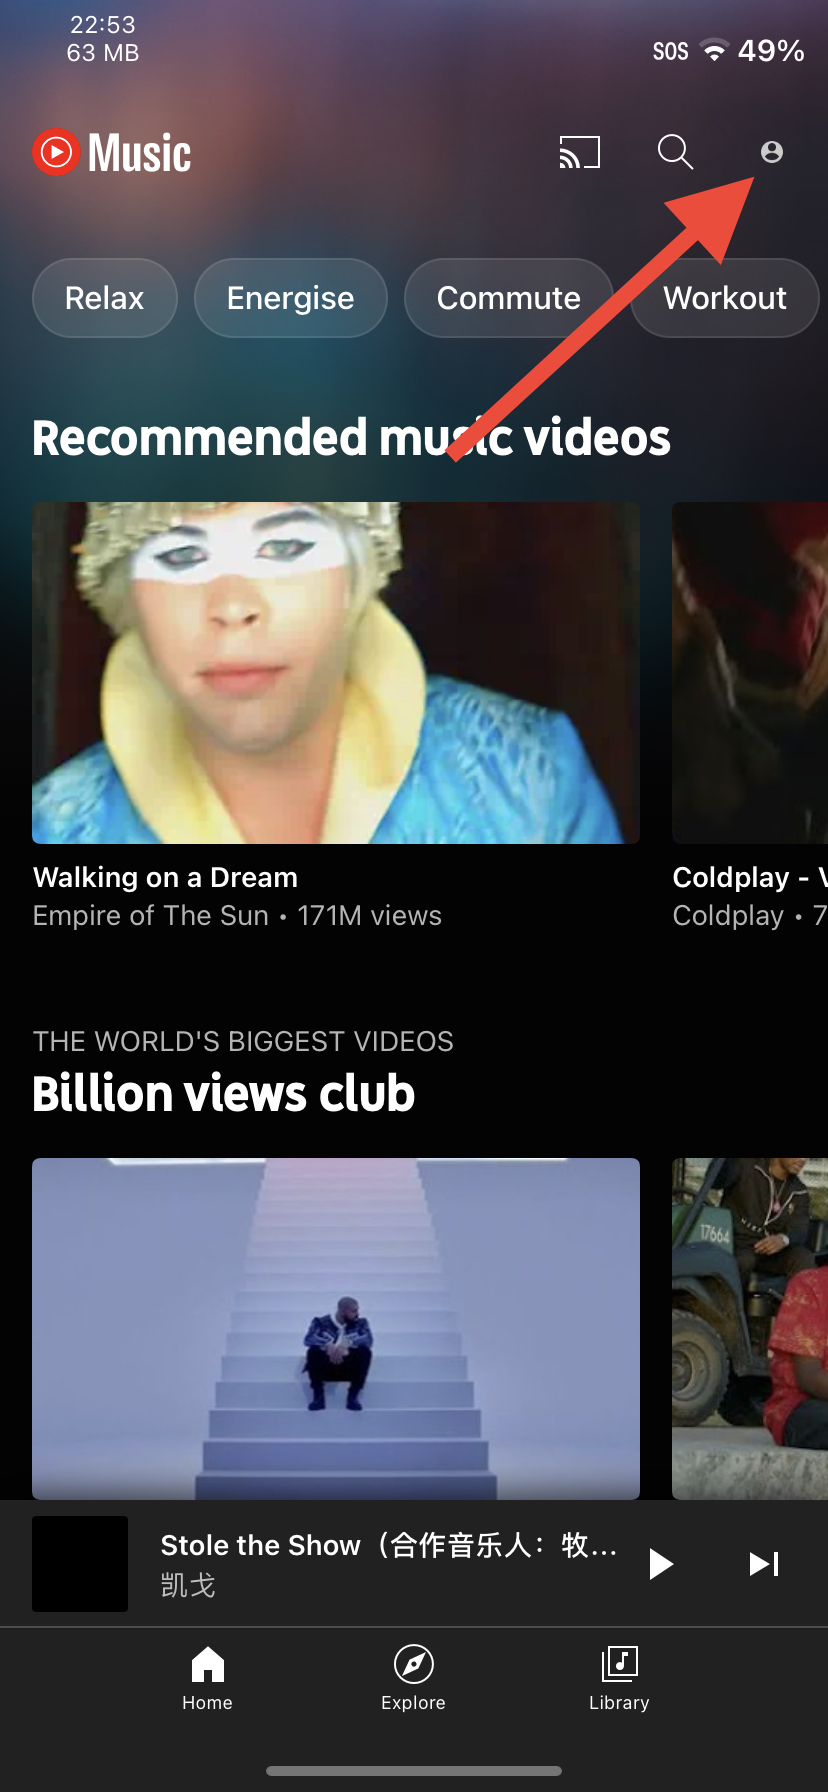 22:53
63 MB
SOS 49%
Music
Relax Energise Commute Workout
Recommended music videos
Walking on a Dream
Empire of The Sun • 171M views
Coldplay - V
Coldplay • 7
THE WORLD'S BIGGEST VIDEOS
Billion views club
17664
Stole the Show（合作音乐人：牧...
凯戈
Home Explore Library